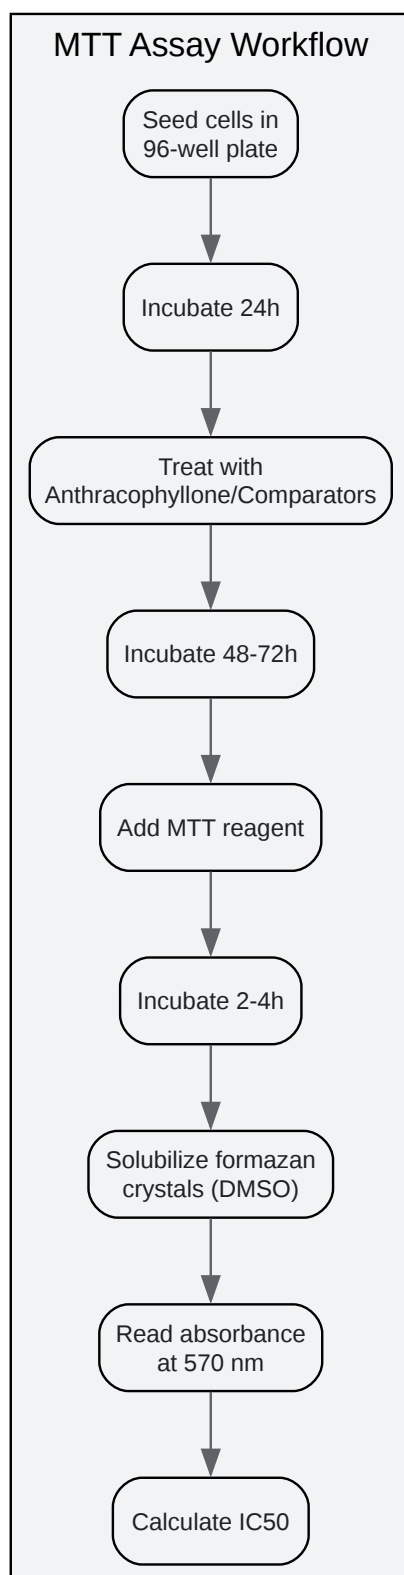 MTT Assay Workflow
Seed cells in
96-well plate
Incubate 24h
Treat with
Anthracophyllone/Comparators
Incubate 48-72h
Add MTT reagent
Incubate 2-4h
Solubilize formazan
crystals (DMSO)
Read absorbance
at 570 nm
Calculate IC50